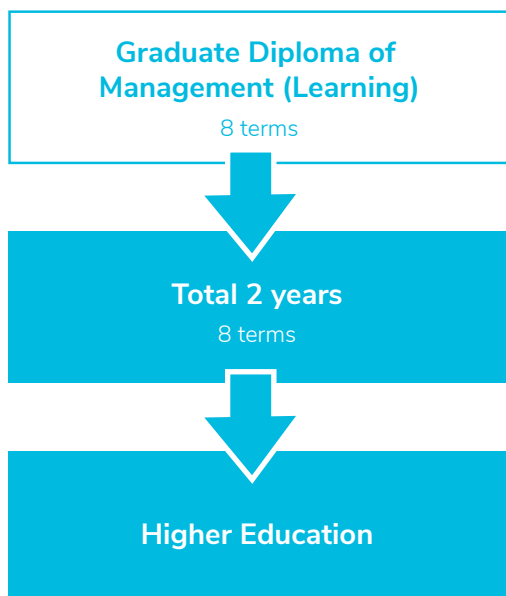 Graduate Diploma of
Management (Learning)
8 terms
Total 2 years
8 terms
Higher Education